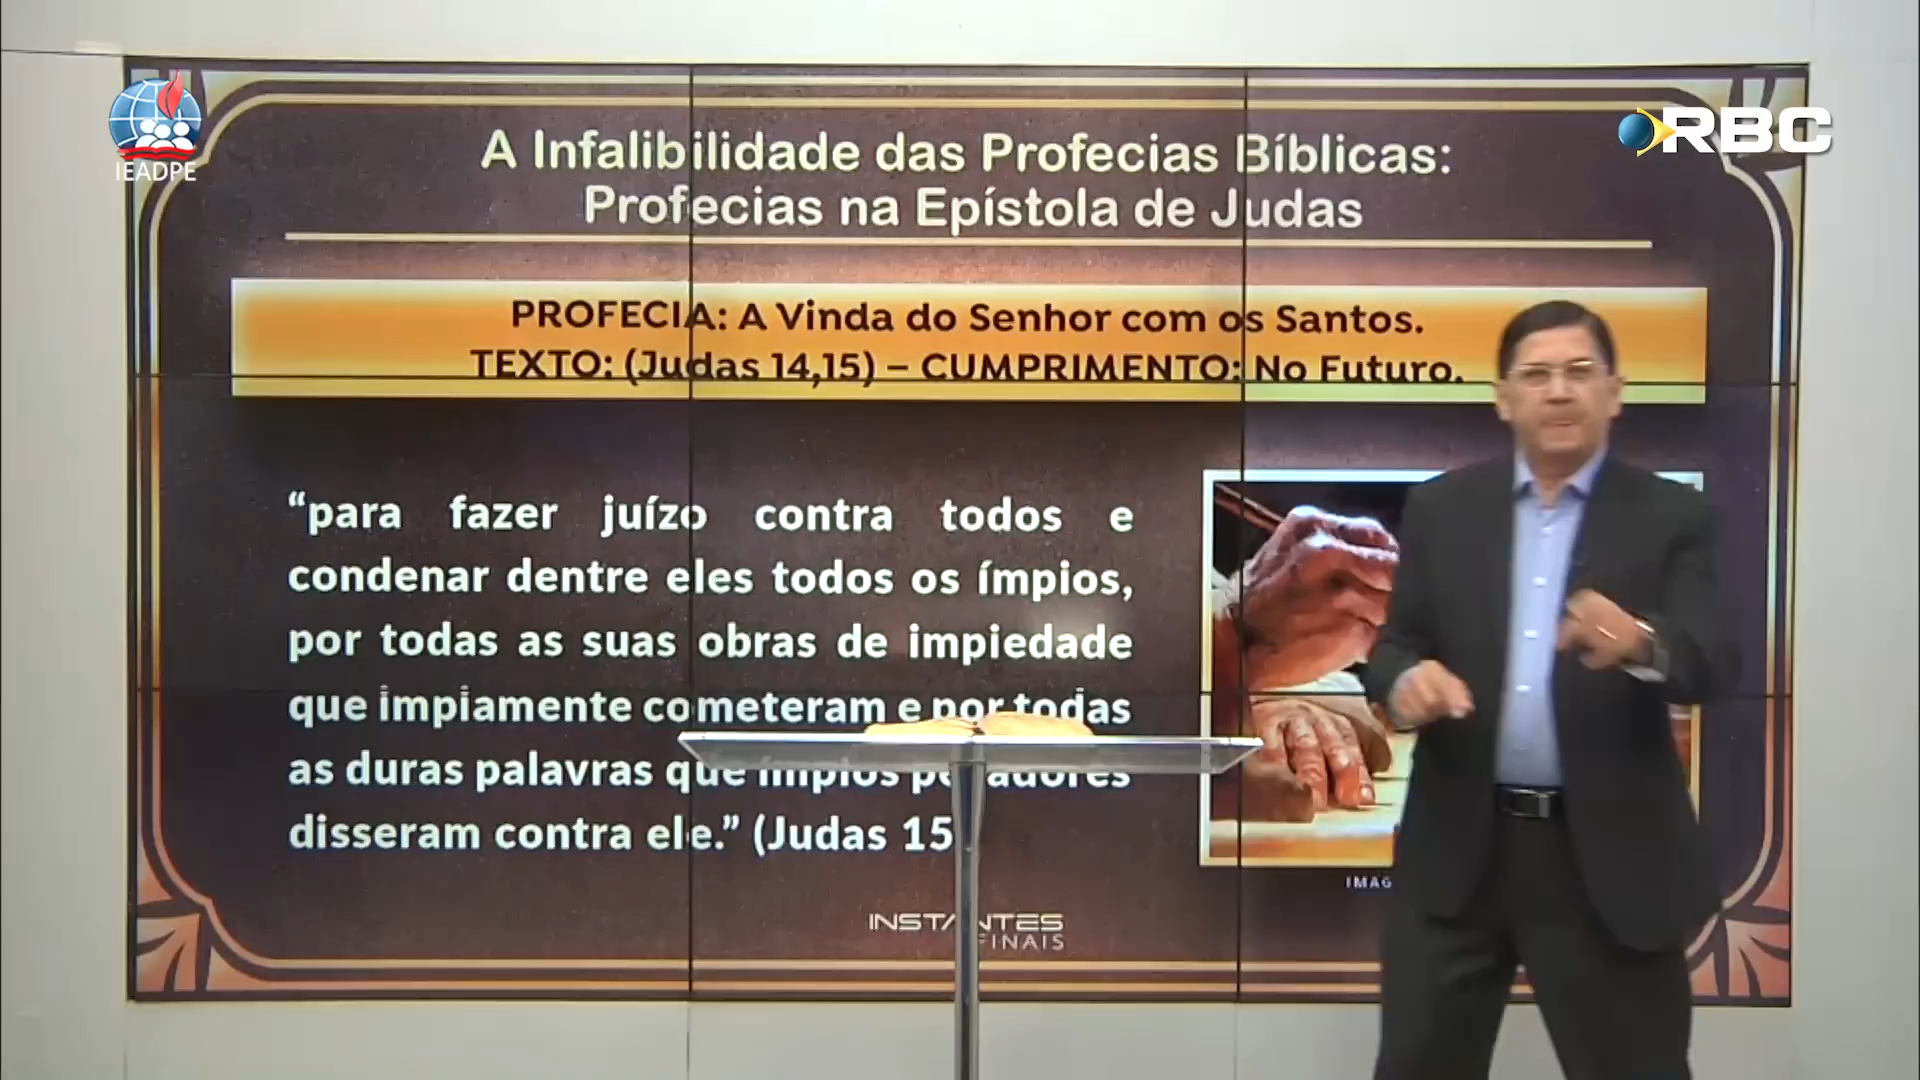 IEADPE
RBC
A Infalibilidade das Profecias Bíblicas:
Profecias na Epístola de Judas
PROFECIA: A Vinda do Senhor com os Santos.
TEXTO: (Judas 14,15) – CUMPRIMENTO: No Futuro.
“para fazer juízo contra todos e
condenar dentre eles todos os ímpios,
por todas as suas obras de impiedade
que impiamente cometeram e por todas
as duras palavras que ímpios pecadores
disseram contra ele.” (Judas 15
IMAG
INSTANTES
FINAIS